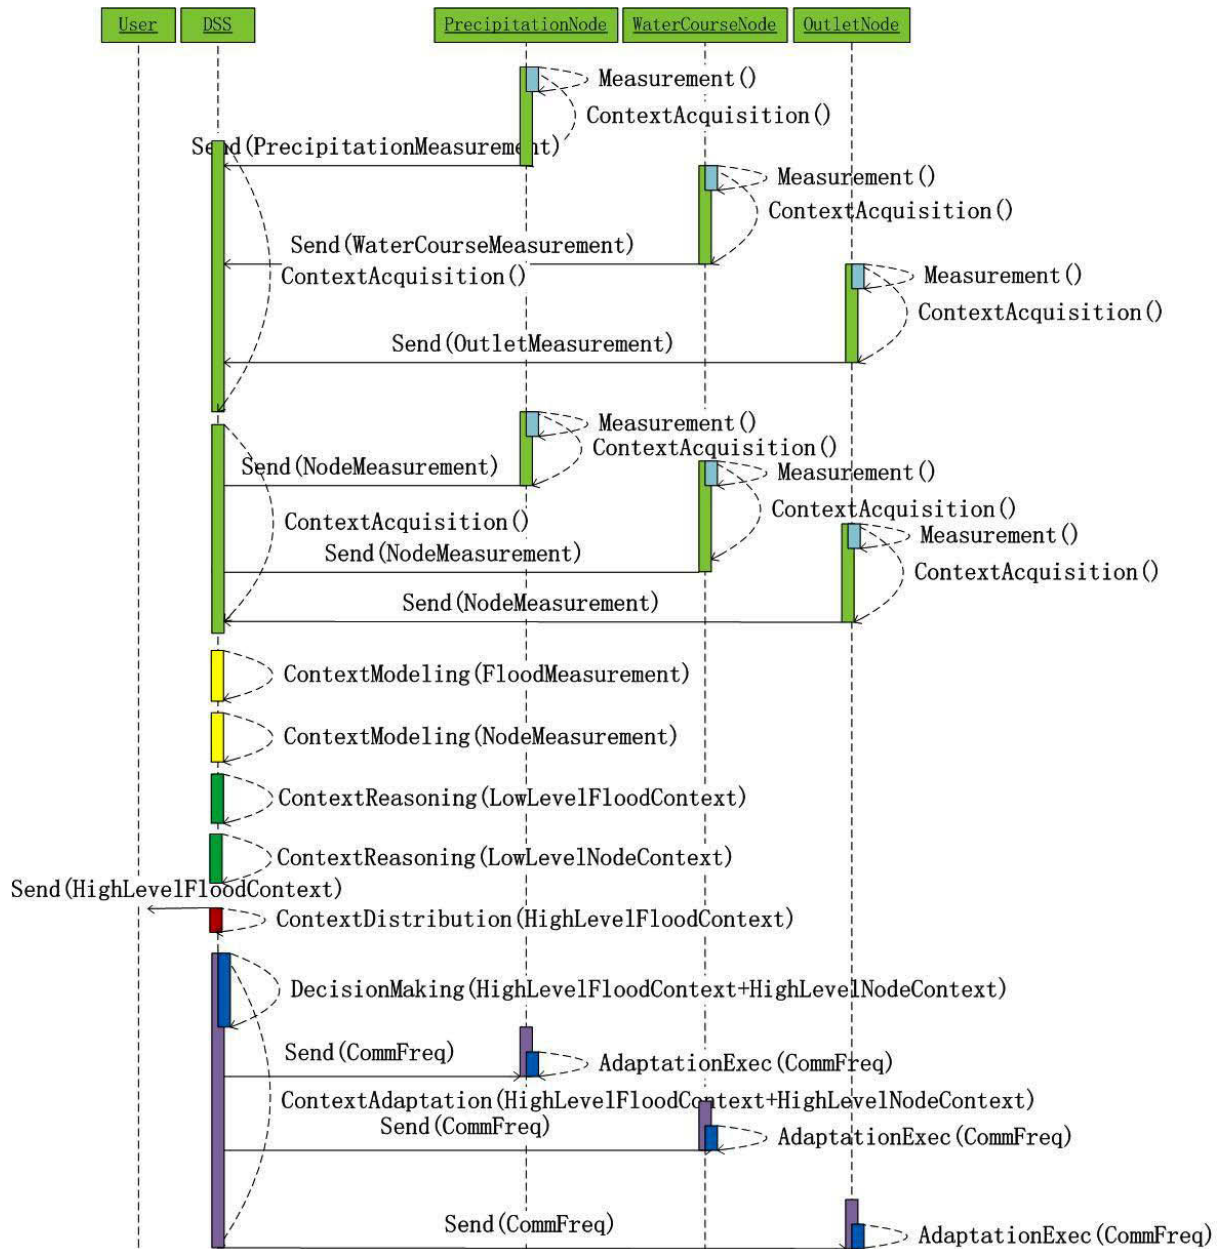 User DSS PrecipitationNode WaterCourseNode OutletNode
Measurement()
ContextAcquisition()
Send(PrecipitationMeasurement)
Measurement()
ContextAcquisition()
Send(WaterCourseMeasurement)
ContextAcquisition()
Measurement()
ContextAcquisition()
Send(OutletMeasurement)
Measurement()
ContextAcquisition()
Send(NodeMeasurement)
Measurement()
ContextAcquisition()
ContextAcquisition()
Measurement()
Send(NodeMeasurement)
ContextAcquisition()
Send(NodeMeasurement)
ContextModeling(FloodMeasurement)
ContextModeling(NodeMeasurement)
ContextReasoning(LowLevelFloodContext)
ContextReasoning(LowLevelNodeContext)
Send(HighLevelFloodContext)
ContextDistribution(HighLevelFloodContext)
DecisionMaking(HighLevelFloodContext+HighLevelNodeContext)
Send(CommFreq)
AdaptationExec(CommFreq)
ContextAdaptation(HighLevelFloodContext+HighLevelNodeContext)
Send(CommFreq)
AdaptationExec(CommFreq)
Send(CommFreq)
AdaptationExec(CommFreq)